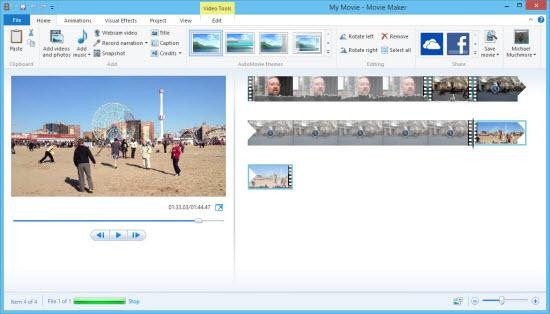 Video Tools
My Movie - Movie Maker
File
Home
Animations
Visual Effects
Project
View
Edit
Paste
Clipboard
Add videos
and photos
Add
music
Webcam video
Record narration
Snapshot
Title
Caption
Credits
Add
AutoMovie themes
Rotate left
Rotate right
Remove
Select all
Editing
Share
Save
movie
Michael
Muchmore
01:33.03/01:44.47
Item 4 of 4
File 1 of 1
Stop